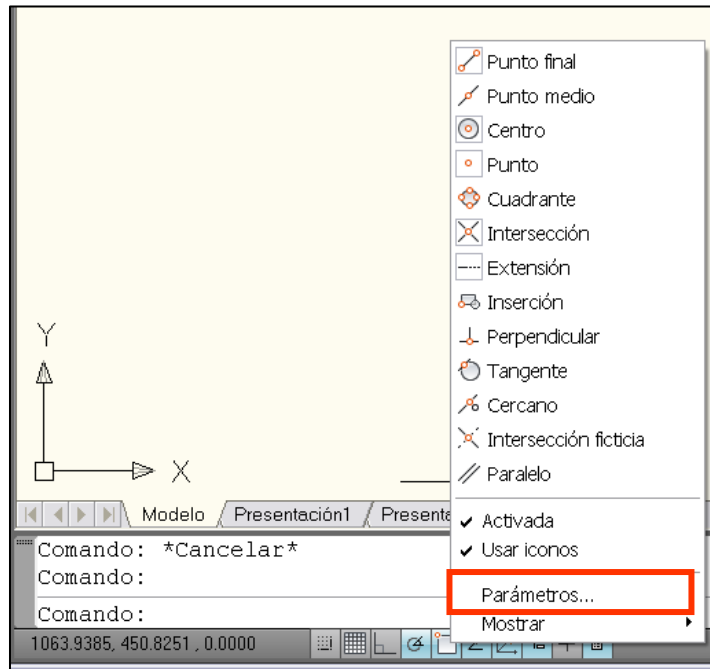 Punto final
Punto medio
Centro
Punto
Cuadrante
Intersección
Extensión
Inserción
Perpendicular
Tangente
Cercano
Intersección ficticia
Paralelo
Activada
Usar iconos
Parámetros...
Mostrar
Y
X
Modelo
Presentación1
Comando: *Cancelar*
Comando:
Comando:
1063.9385, 450.8251 , 0.0000